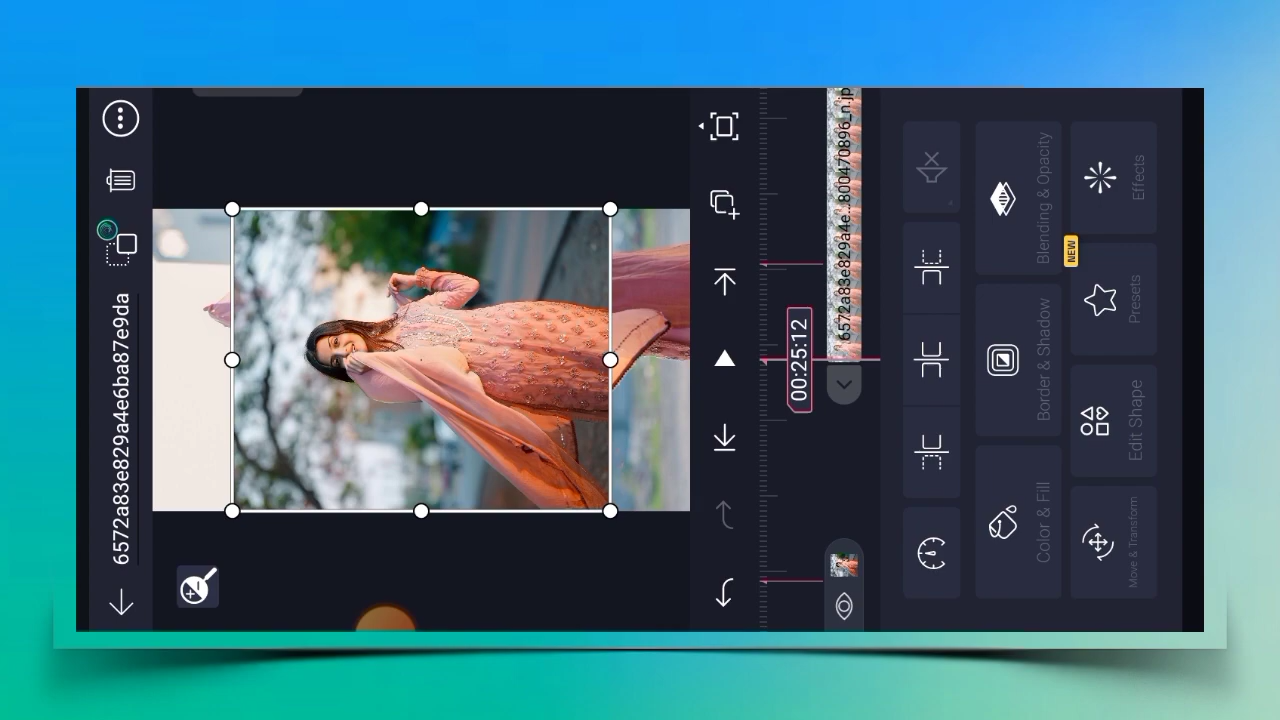 6572a83e829a466ba87e9da
00:25:12
6572a83e829a4e..800470896_n.jp
Color & Fill
Border & Shadow
Blending & Opacity
Move & Transform
Edit Shape
Presets
NEW
Effects